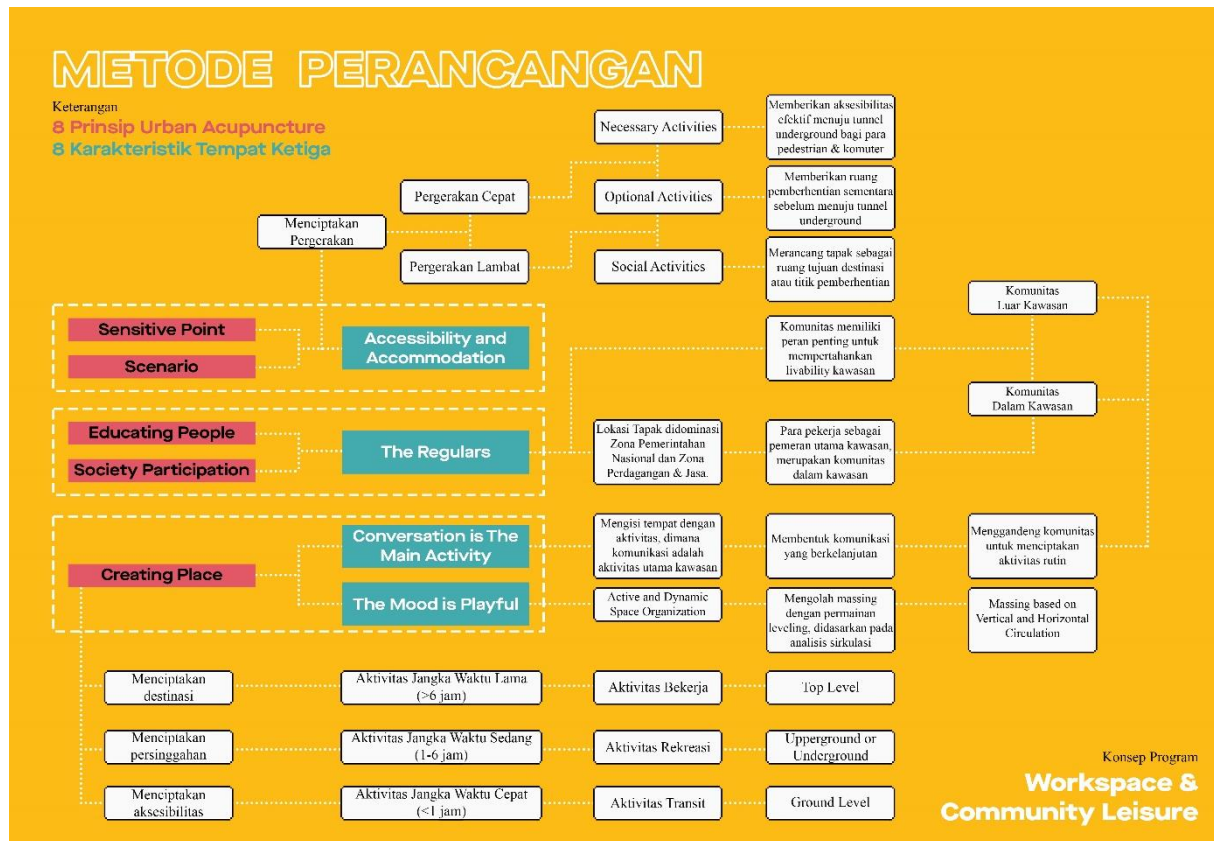 METODE PERANCANGAN
Keterangan
8 Prinsip Urban Acupuncture
8 Karakteristik Tempat Ketiga
Necessary Activities
Memberikan aksesibilitas
efektif menuju tunnel
underground bagi para
pedestrian & komuter
Pergerakan Cepat
Optional Activities
Memberikan ruang
pemberhentian sementara
sebelum menuju tunnel
underground
Menciptakan
Pergerakan
Pergerakan Lambat
Social Activities
Merancang tapak sebagai
ruang tujuan destinasi
atau titik pemberhentian
Komunitas
Luar Kawasan
Sensitive Point
Scenario
Accessibility and
Accommodation
Komunitas memiliki
peran penting untuk
mempertahankan
livability kawasan
Komunitas
Dalam Kawasan
Educating People
Society Participation
The Regulars
Lokasi Tapak didominasi
Zona Pemerintahan
Nasional dan Zona
Perdagangan & Jasa.
Para pekerja sebagai
pemeran utama kawasan,
merupakan komunitas
dalam kawasan
Creating Place
Conversation is The
Main Activity
Mengisi tempat dengan
aktivitas, dimana
komunikasi adalah
aktivitas utama kawasan
Membentuk komunikasi
yang berkelanjutan
Menggandeng komunitas
untuk menciptakan
aktivitas rutin
The Mood is Playful
Active and Dynamic
Space Organization
Mengolah massing
dengan permainan
leveling, didasarkan pada
analisis sirkulasi
Massing based on
Vertical and Horizontal
Circulation
Menciptakan
destinasi
Aktivitas Jangka Waktu Lama
(>6 jam)
Aktivitas Bekerja
Top Level
Menciptakan
persinggahan
Aktivitas Jangka Waktu Sedang
(1-6 jam)
Aktivitas Rekreasi
Upperground or
Underground
Menciptakan
aksesibilitas
Aktivitas Jangka Waktu Cepat
(<1 jam)
Aktivitas Transit
Ground Level
Konsep Program
Workspace &
Community Leisure